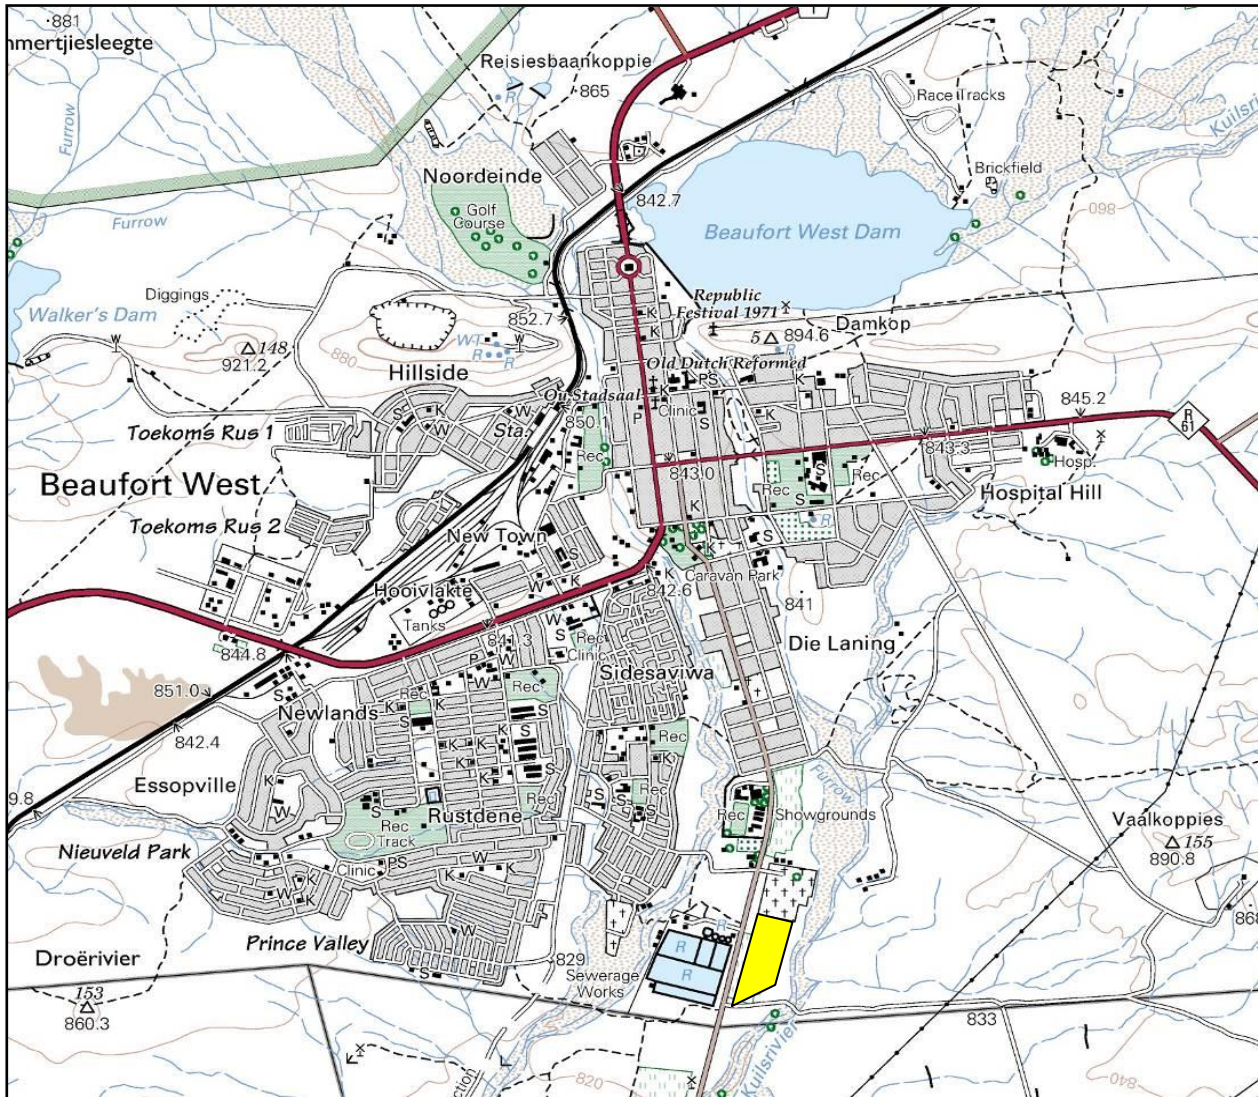 881
mmertjiesleegte
Reisiesbaankoppie
865
R
Race Tracks
Kuilsri
Furrow
Noordeinde
Brickfield
842.7
Golf
Course
860
Furrow
Beaufort West Dam
Diggings
Republic
Festival 1971
Walker's Dam
852.7
Damkop
W
W-T
W
148
921.2
880
R
R
5 894.6
R
Hillside
Old Dutch Reformed
PS
Ou Stadsaal
Clinic
S
845.2
R
61
Toekoms Rus 1
Sta.
850
P
Rec
843.0
843.3
Hosp.
Beaufort West
Rec
S
Rec
Hospital Hill
Toekoms Rus 2
New Town
R
Hooivlakte
Caravan Park
842.6
841
Tanks
841.3
Rec
Clinic
Die Laning
844.8
Sidesaviwa
851.0
Rec
Rec
Newlands
842.4
Rec
Essopville
9.8
Rec
Furrow
Rustdene
Rec
Showgrounds
Vaalkoppies
155
890.8
Rec
Track
Nieuveld Park
Clinic
PS
868
Prince Valley
R
R
R
Droërivier
829
Sewerage
Works
153
860.3
833
Kuilsrivier
820
840
ction